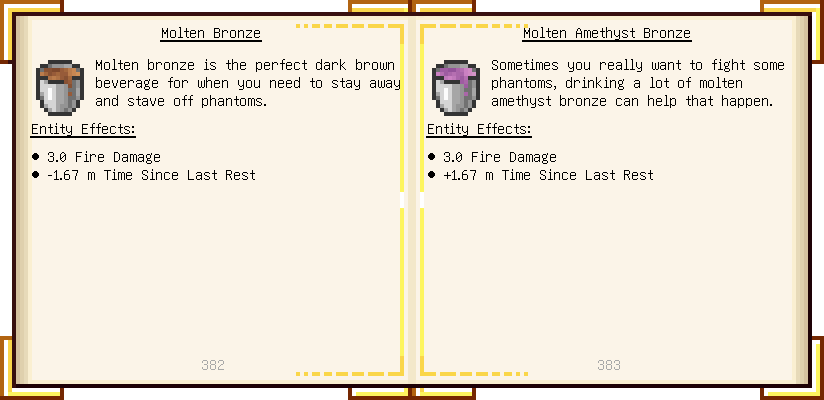 Molten Bronze
Molten bronze is the perfect dark brown
beverage for when you need to stay away
and stave off phantoms.
Entity Effects:
● 3.0 Fire Damage
● -1.67 m Time Since Last Rest
382
Molten Amethyst Bronze
Sometimes you really want to fight some
phantoms, drinking a lot of molten
amethyst bronze can help that happen.
Entity Effects:
● 3.0 Fire Damage
● +1.67 m Time Since Last Rest
383